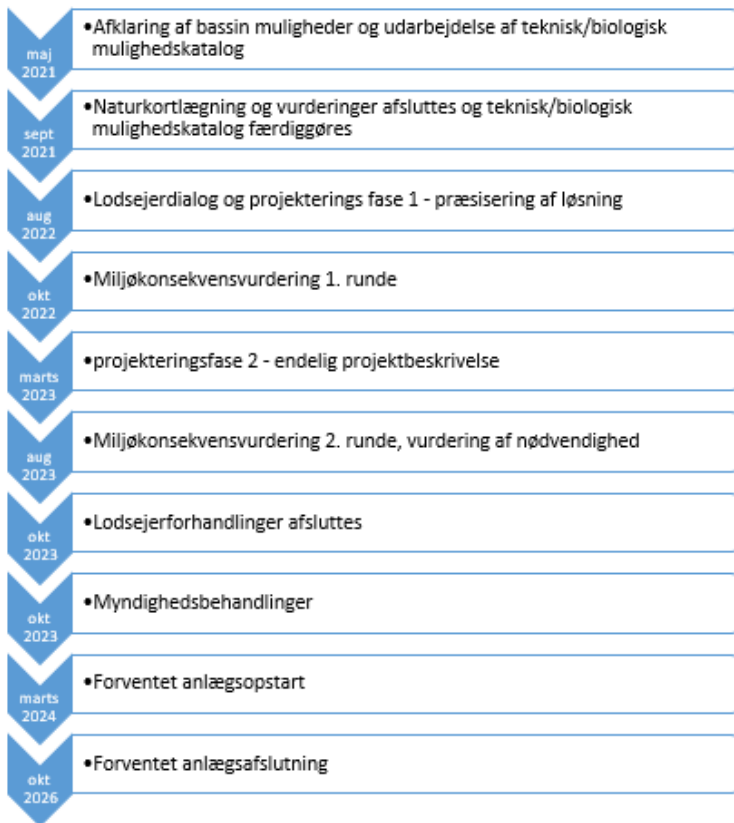 maj
2021
•Afklaring af bassin muligheder og udarbejdelse af teknisk/biologisk
mulighedskatalog
sept
2021
•Naturkortlægning og vurderinger afsluttes og teknisk/biologisk
mulighedskatalog færdiggøres
aug
2022
•Lodsejerdialog og projekterings fase 1 - præsisering af løsning
okt
2022
•Miljøkonsekvensvurdering 1. runde
marts
2023
•projekteringsfase 2 - endelig projektbeskrivelse
aug
2023
•Miljøkonsekvensvurdering 2. runde, vurdering af nødvendighed
okt
2023
•Lodsejerforhandlinger afsluttes
okt
2023
•Myndighedsbehandlinger
marts
2024
•Forventet anlægsopstart
okt
2026
•Forventet anlægsafslutning